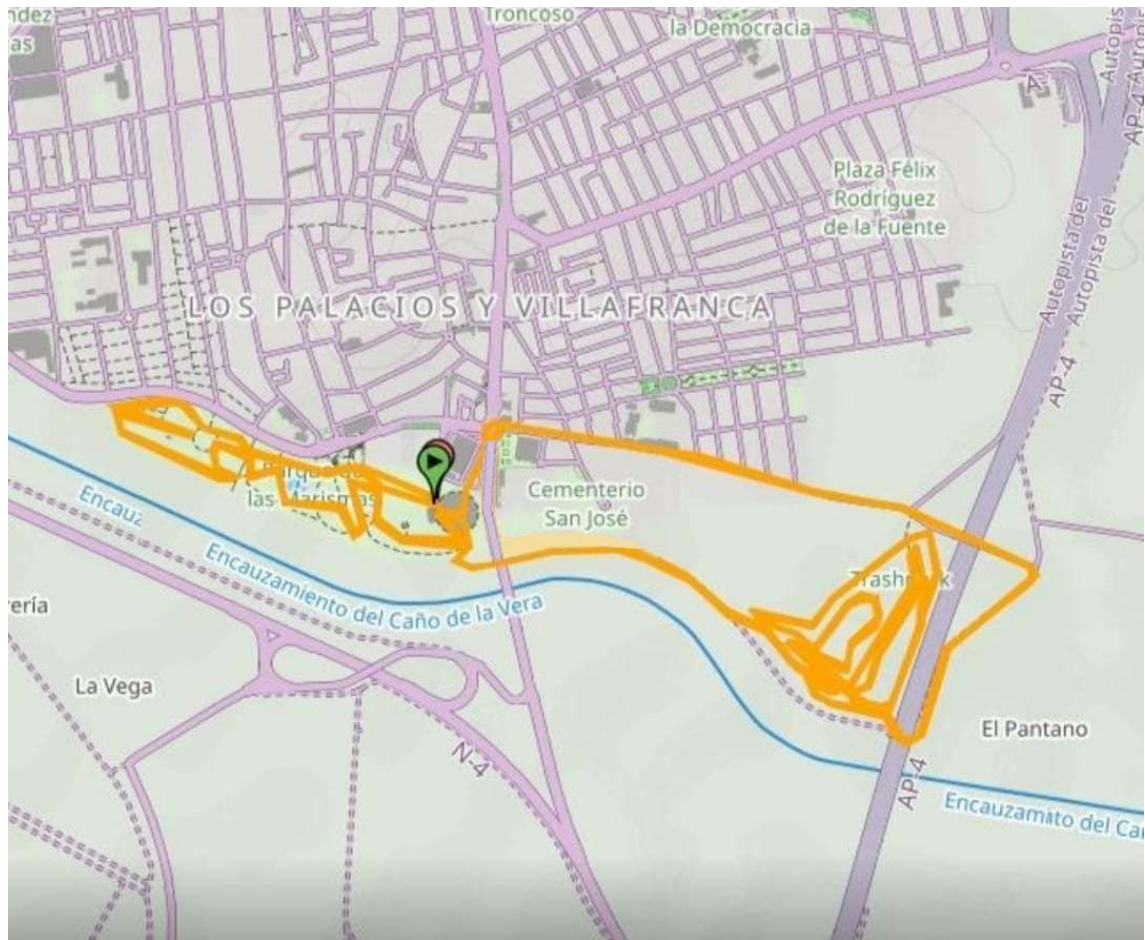 Troncoso
la Democracia
Plaza Félix
Rodríguez
de la Fuente
Autopista del
Autopista del
AP-4
AP-4
LOS PALACIOS Y VILLAFRANCA
las Marismas
Cementerio
San José
Encauz
Encauzamiento del Caño de la Vera
La Vega
N-4
El Pantano
AP-4
Encauzamito del Ca